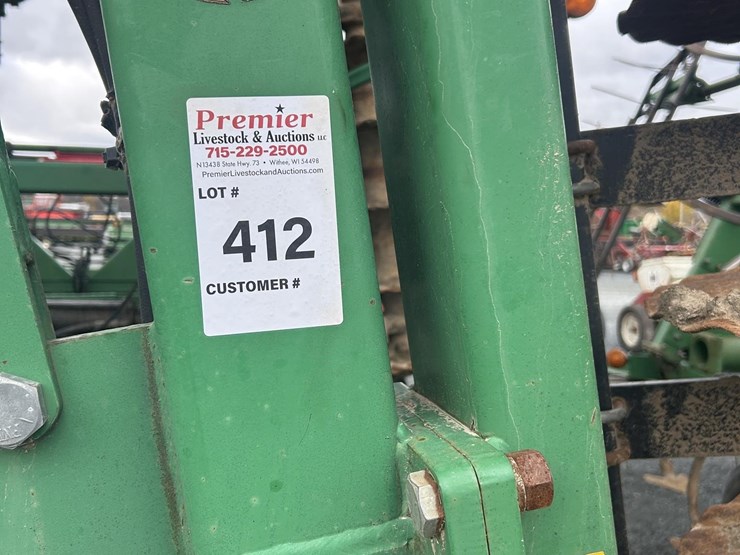 Premier
Livestock & Auctions LLC
715-229-2500
N13438 State Hwy. 73 • Withee, WI 54498
PremierLivestockandAuctions.com
LOT #
412
CUSTOMER #